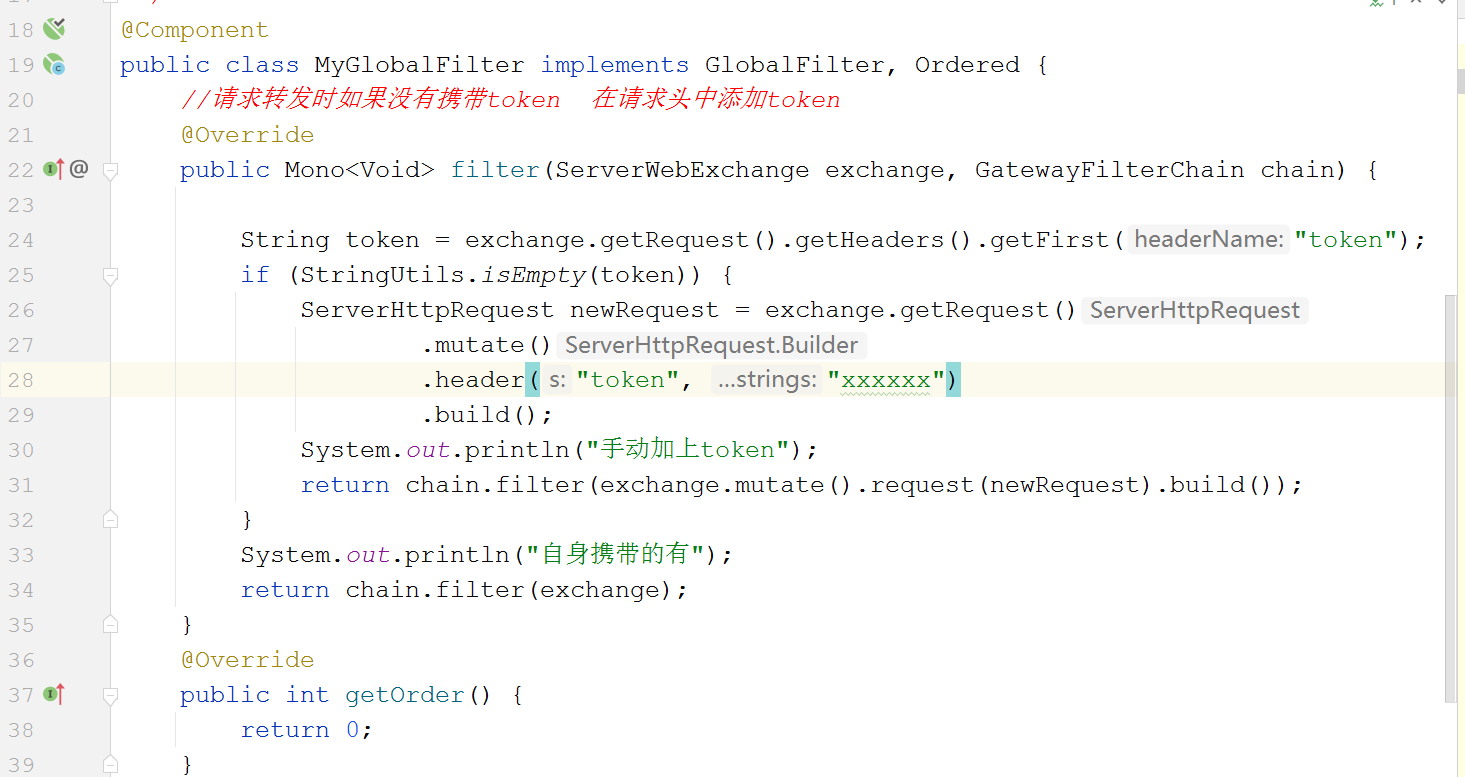 18 @Component
19 public class MyGlobalFilter implements GlobalFilter, Ordered {
20 //请求转发时如果没有携带token 在请求头中添加token
21 @Override
22 @ public Mono<Void> filter(ServerWebExchange exchange, GatewayFilterChain chain) {
23
24 String token = exchange.getRequest().getHeaders().getFirst( headerName: "token");
25 if (StringUtils.isEmpty(token)) {
26 ServerHttpRequest newRequest = exchange.getRequest() ServerHttpRequest
27 .mutate() ServerHttpRequest.Builder
28 .header( s: "token", ...strings: "xxxxxx")
29 .build();
30 System.out.println("手动加上token");
31 return chain.filter(exchange.mutate().request(newRequest).build());
32 }
33 System.out.println("自身携带的有");
34 return chain.filter(exchange);
35 }
36 @Override
37 public int getOrder() {
38 return 0;
39 }